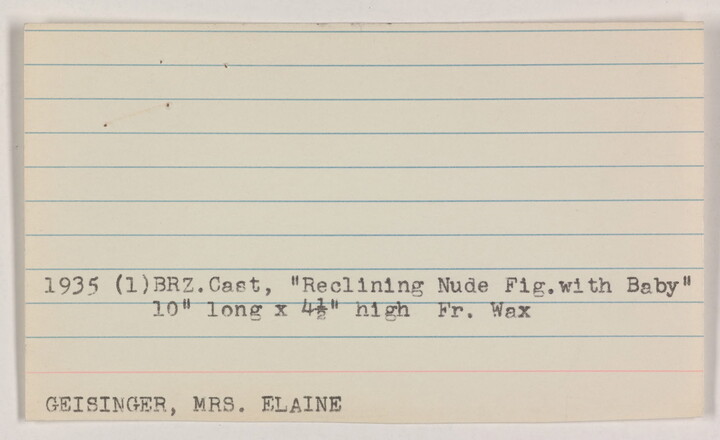 1935 (1)BRZ.Cast, "Reclining Nude Fig.with Baby"
10" long x 4½" high Fr. Wax
GEISINGER, MRS. ELAINE